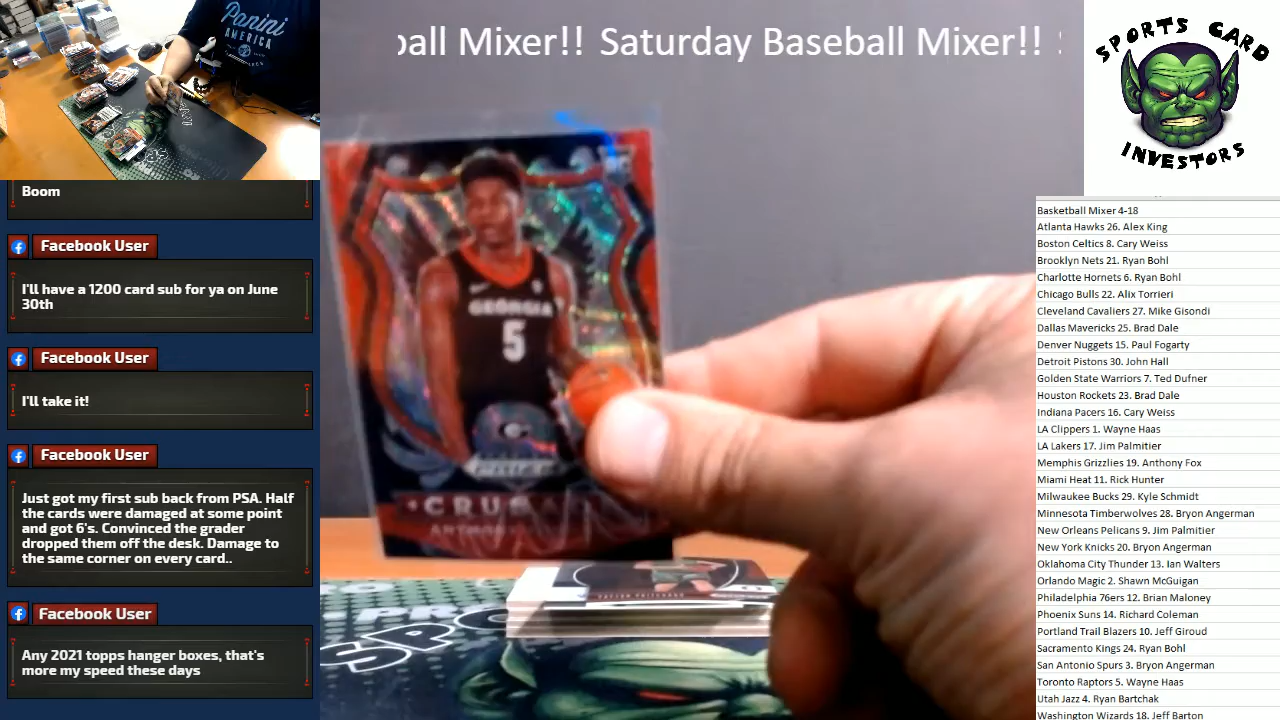 ball Mixer!! Saturday Baseball Mixer!!
Panini
AMERICA
SPORTS CARD
INVESTORS
Boom
Facebook User
I'll have a 1200 card sub for ya on June
30th
Facebook User
I'll take it!
Facebook User
Just got my first sub back from PSA. Half
the cards were damaged at some point
and got 6's. Convinced the grader
dropped them off the desk. Damage to
the same corner on every card..
Facebook User
Any 2021 topps hanger boxes, that's
more my speed these days
GEORGIA
5
G
CRUS
PAYTON PRITCHARD
Basketball Mixer 4-18
Atlanta Hawks 26. Alex King
Boston Celtics 8. Cary Weiss
Brooklyn Nets 21. Ryan Bohl
Charlotte Hornets 6. Ryan Bohl
Chicago Bulls 22. Alix Torrieri
Cleveland Cavaliers 27. Mike Gisondi
Dallas Mavericks 25. Brad Dale
Denver Nuggets 15. Paul Fogarty
Detroit Pistons 30. John Hall
Golden State Warriors 7. Ted Dufner
Houston Rockets 23. Brad Dale
Indiana Pacers 16. Cary Weiss
LA Clippers 1. Wayne Haas
LA Lakers 17. Jim Palmitier
Memphis Grizzlies 19. Anthony Fox
Miami Heat 11. Rick Hunter
Milwaukee Bucks 29. Kyle Schmidt
Minnesota Timberwolves 28. Bryon Angerman
New Orleans Pelicans 9. Jim Palmitier
New York Knicks 20. Bryon Angerman
Oklahoma City Thunder 13. Ian Walters
Orlando Magic 2. Shawn McGuigan
Philadelphia 76ers 12. Brian Maloney
Phoenix Suns 14. Richard Coleman
Portland Trail Blazers 10. Jeff Giroud
Sacramento Kings 24. Ryan Bohl
San Antonio Spurs 3. Bryon Angerman
Toronto Raptors 5. Wayne Haas
Utah Jazz 4. Ryan Bartchak
Washington Wizards 18. Jeff Barton